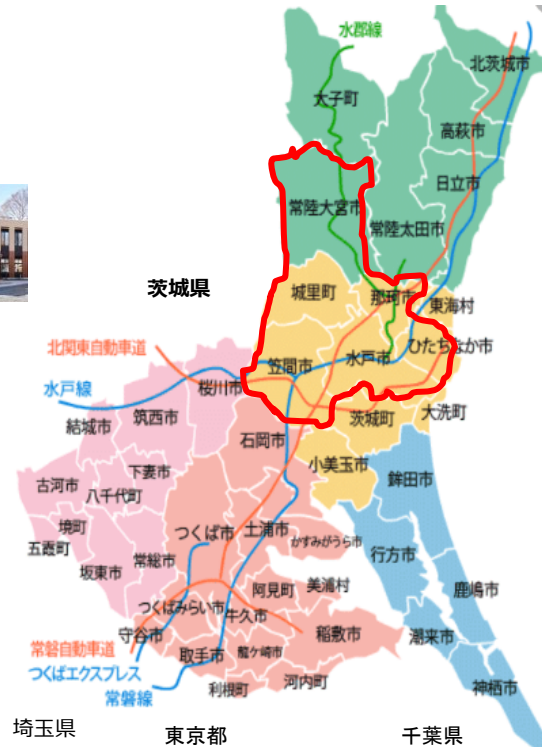 水郡線
北茨城市
大子町
高萩市
日立市
常陸大宮市
常陸太田市
茨城県
城里町
那珂市
東海村
北関東自動車道
ひたちなか市
水戸市
笠間市
水戸線
桜川市
大洗町
茨城町
筑西市
結城市
石岡市
小美玉市
下妻市
鉾田市
古河市
八千代町
境町
つくば市
土浦市
かすみがうら市
五霞町
常総市
行方市
坂東市
阿見町
美浦村
鹿嶋市
つくばみらい市
牛久市
守谷市
稲敷市
潮来市
常磐自動車道
取手市
龍ケ崎市
つくばエクスプレス
河内町
利根町
神栖市
常磐線
埼玉県
東京都
千葉県